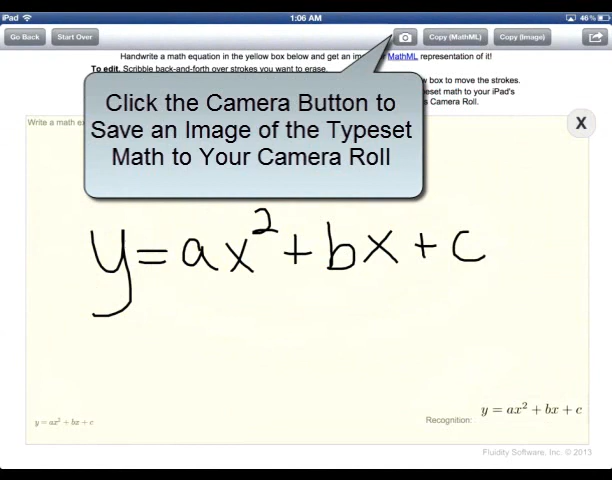 iPad
1:06 AM
46%
Go Back
Start Over
Copy (MathML)
Copy (Image)
Handwrite a math equation in the yellow box below and get an MathML representation of it!
To edit. Scribble back-and-forth over strokes you want to erase.
box to move the strokes.
math to your iPad's
Camera Roll.
Click the Camera Button to
Save an Image of the Typeset
Math to Your Camera Roll
Write a math
X
y=ax²+bx+c
y = ax² + bx + c
Recognition: y = ax² + bx + c
Fluidity Software, Inc. © 2013